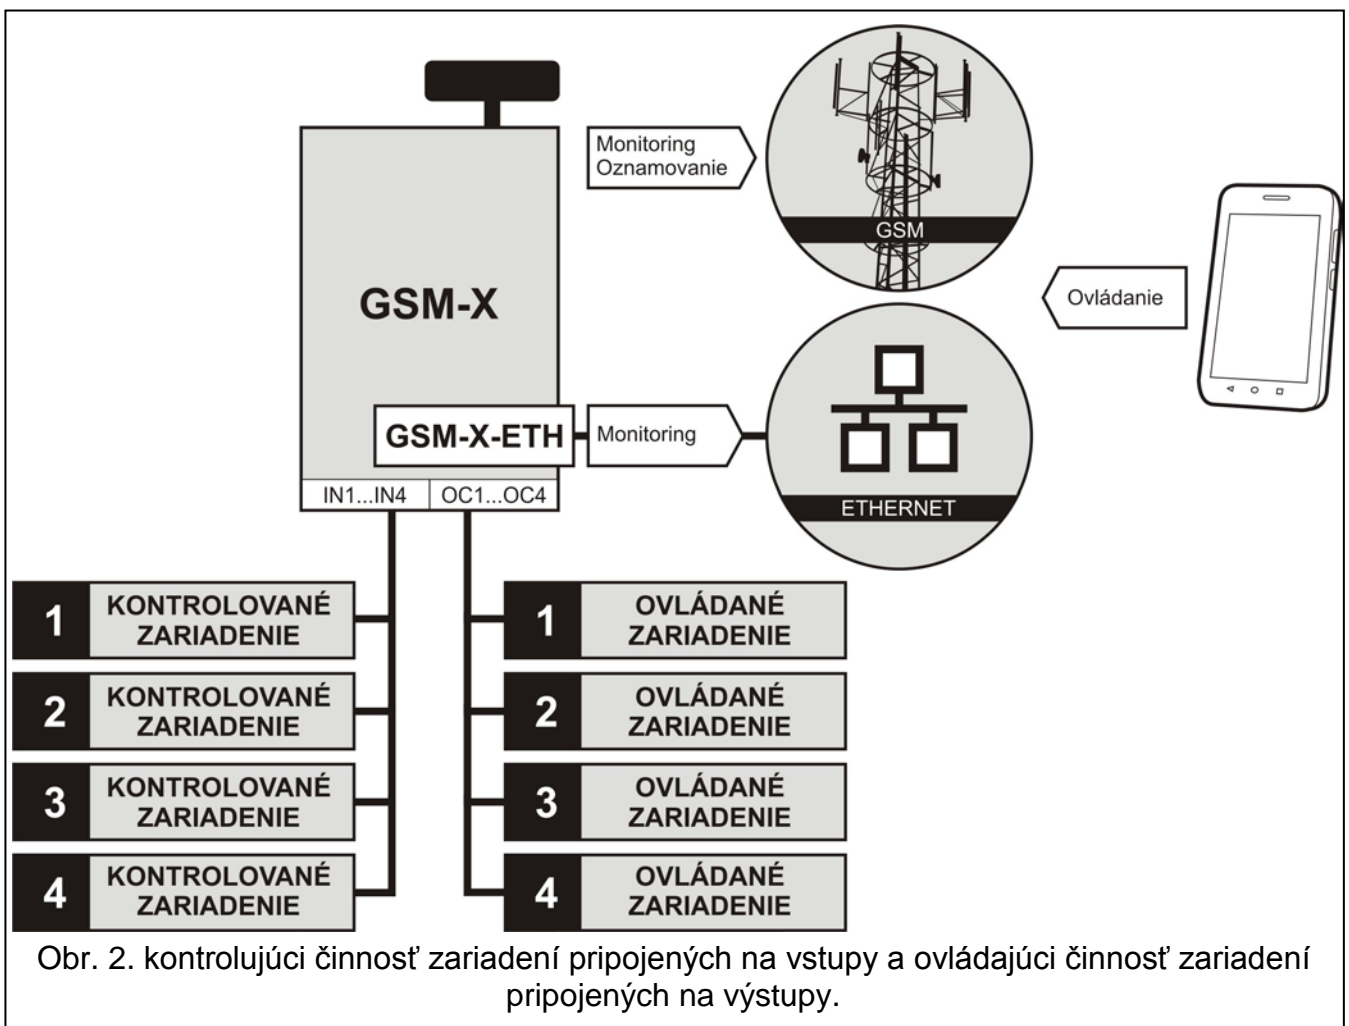 Monitoring
Oznamovanie
GSM
GSM-X
Ovládanie
GSM-X-ETH
Monitoring
IN1...IN4
OC1...OC4
ETHERNET
1
KONTROLOVANÉ
ZARIADENIE
1
OVLÁDANÉ
ZARIADENIE
2
KONTROLOVANÉ
ZARIADENIE
2
OVLÁDANÉ
ZARIADENIE
3
KONTROLOVANÉ
ZARIADENIE
3
OVLÁDANÉ
ZARIADENIE
4
KONTROLOVANÉ
ZARIADENIE
4
OVLÁDANÉ
ZARIADENIE
Obr. 2. kontrolujúci činnosť zariadení pripojených na vstupy a ovládajúci činnosť zariadení
pripojených na výstupy.